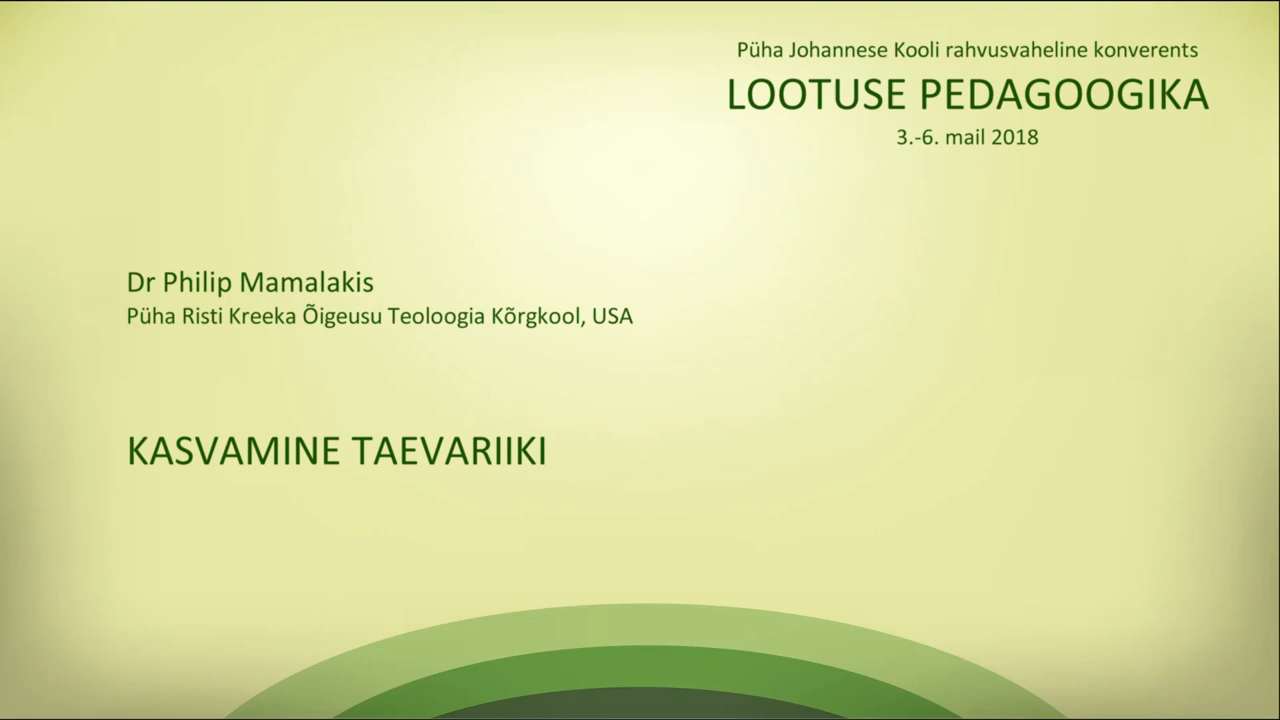 Püha Johannese Kooli rahvusvaheline konverents
LOOTUSE PEDAGOOGIKA
3.-6. mail 2018
Dr Philip Mamalakis
Püha Risti Kreeka Õigeusu Teoloogia Kõrgkool, USA
KASVAMINE TAEVARIIKI